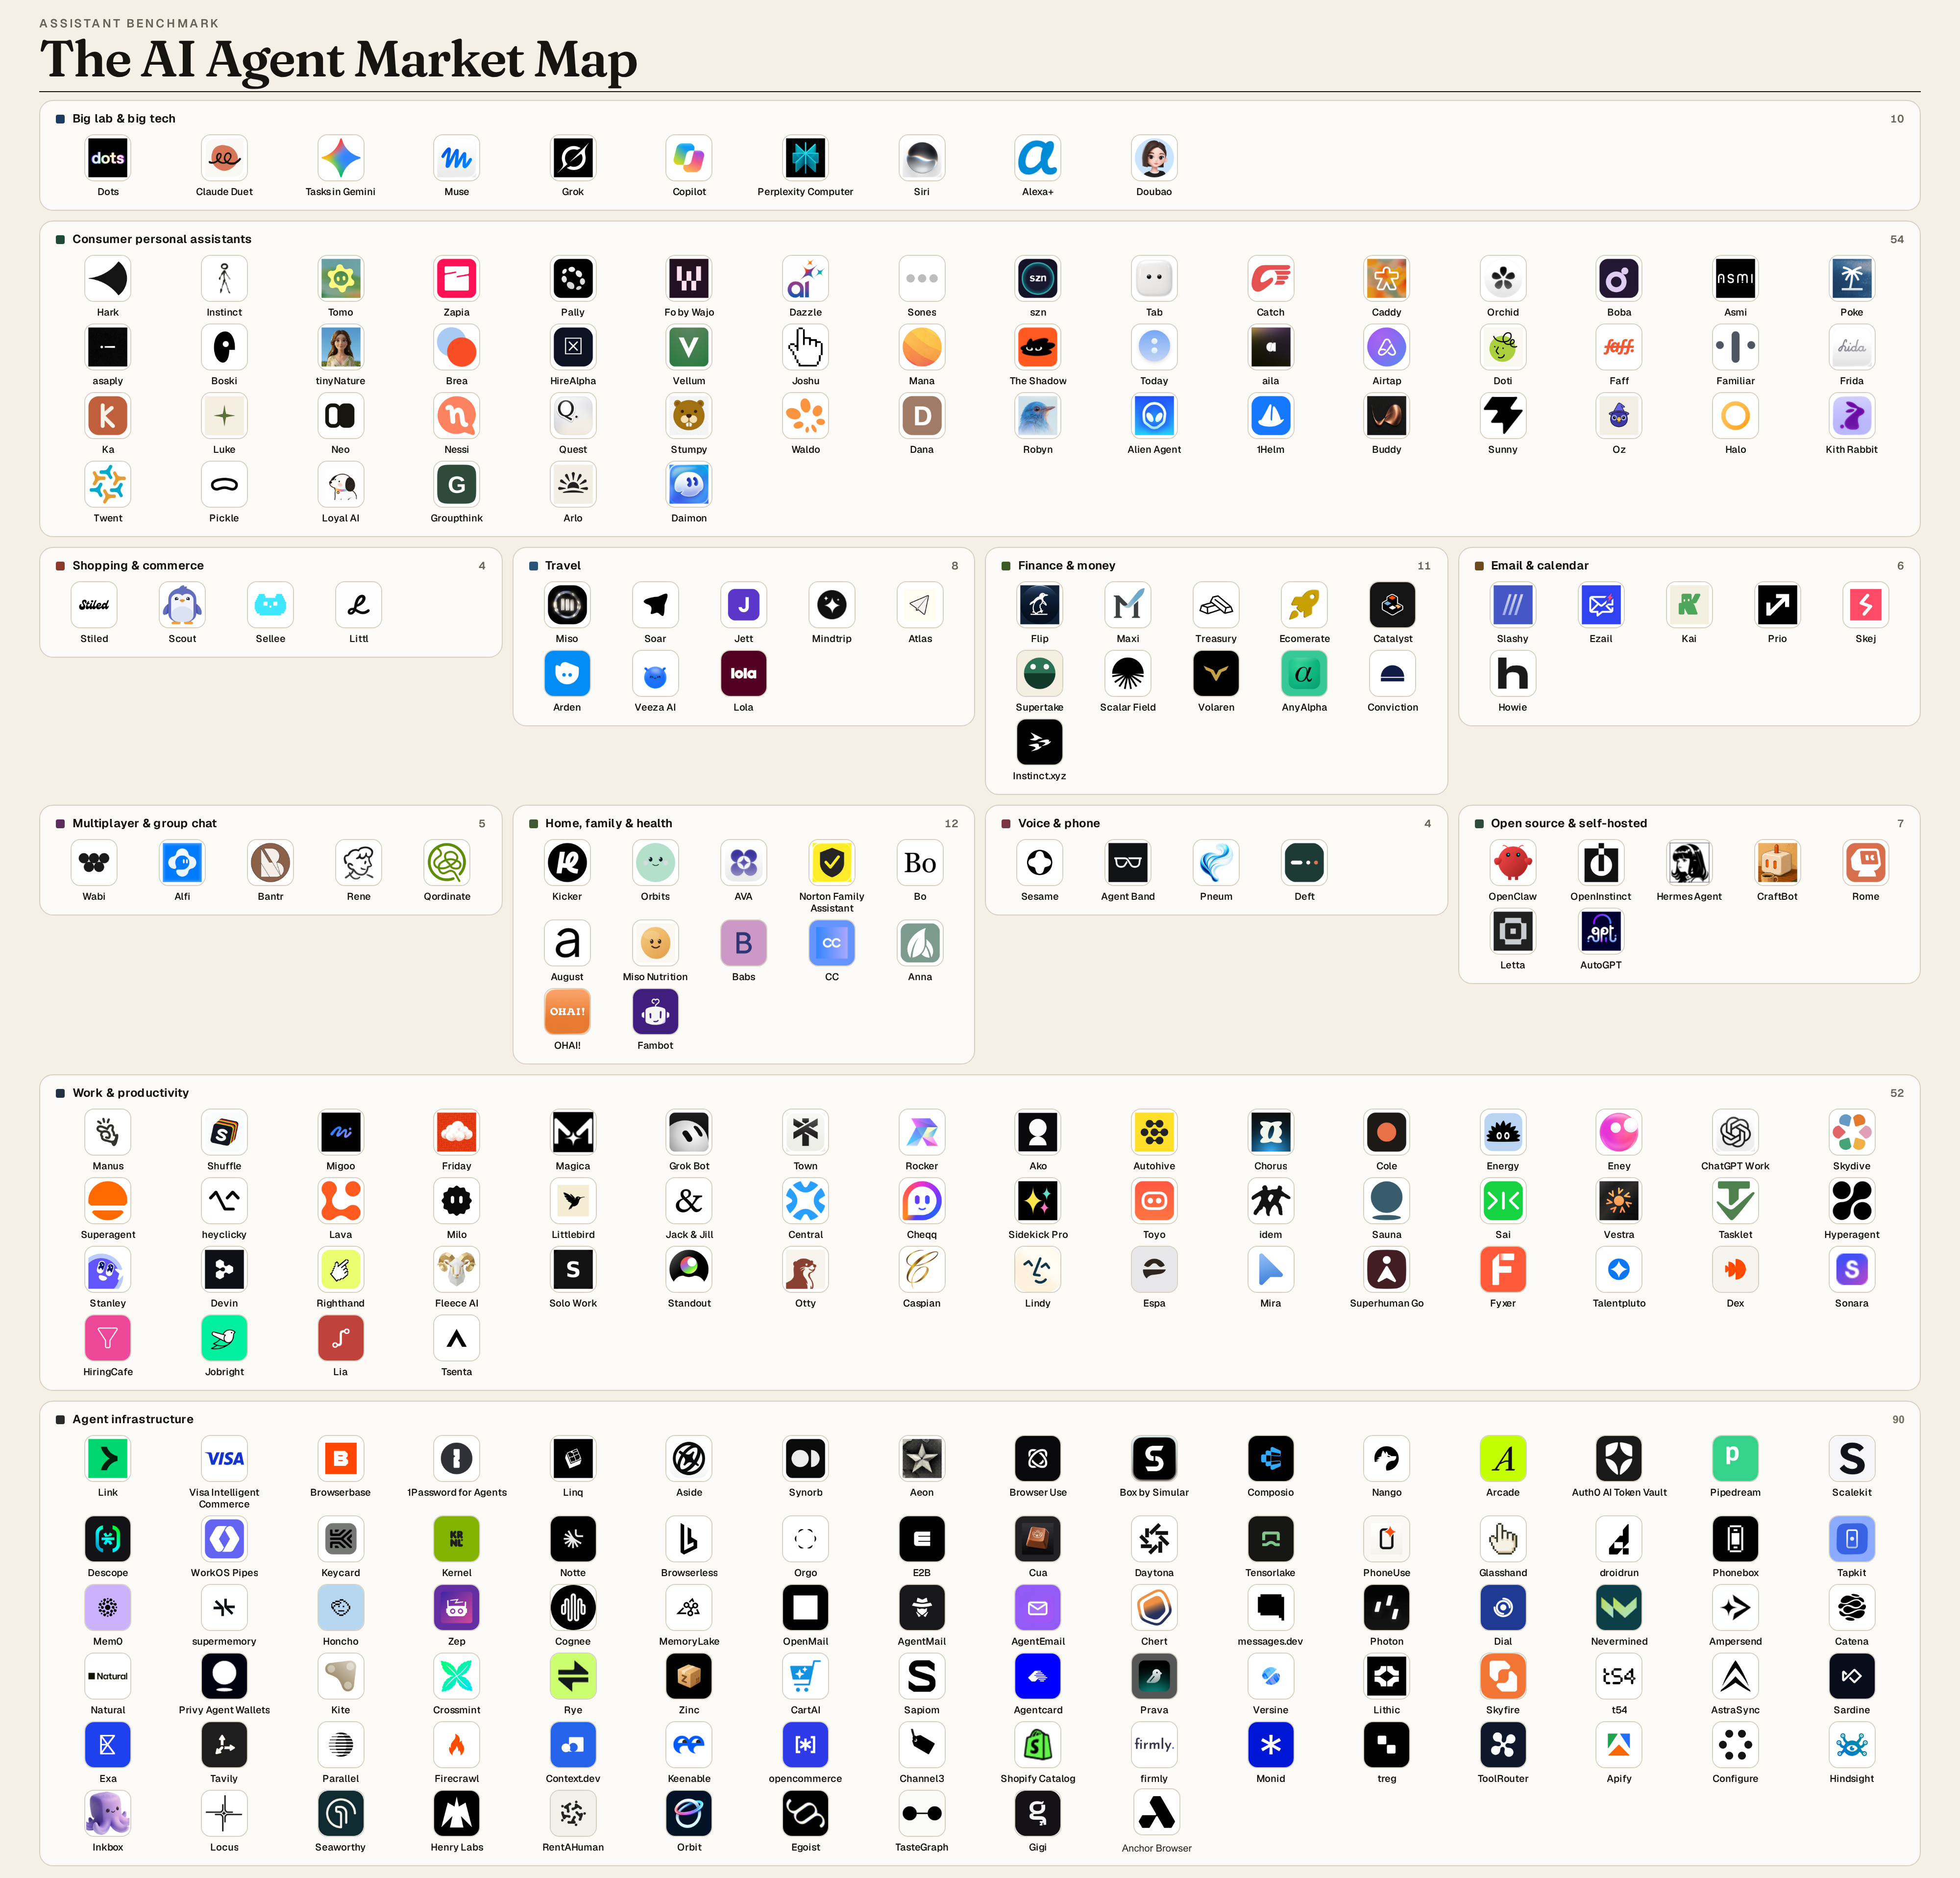 ASSISTANT BENCHMARK
The AI Agent Market Map
Big lab & big tech 10
dots
Dots Claude Duet Tasks in Gemini Muse Grok Copilot Perplexity Computer Siri Alexa+ Doubao
Consumer personal assistants 54
ai szn asmi
Hark Instinct Tomo Zapia Pally Fo by Wajo Dazzle Sones szn Tab Catch Caddy Orchid Boba Asmi Poke
V a faff. frida
asaply Boski tinyNature Brea HireAlpha Vellum Joshu Mana The Shadow Today aila Airtap Doti Faff Familiar Frida
K n Q. D
Ka Luke Neo Nessi Quest Stumpy Waldo Dana Robyn Alien Agent 1Helm Buddy Sunny Oz Halo Kith Rabbit
G
Twent Pickle Loyal AI Groupthink Arlo Daimon
Shopping & commerce 4
Stiled
Stiled Scout Sellee Littl
Travel 8
J
Miso Soar Jett Mindtrip Atlas
lola
Arden Veeza AI Lola
Finance & money 11
M
Flip Maxi Treasury Ecomerate Catalyst
α
Supertake Scalar Field Volaren AnyAlpha Conviction
Instinct.xyz
Email & calendar 6
Slashy Ezail Kai Prio Skej
h
Howie
Multiplayer & group chat 5
Wabi Alfi Bantr Rene Qordinate
Home, family & health 12
Bo
Kicker Orbits AVA Norton Family Bo
Assistant
a B CC
August Miso Nutrition Babs CC Anna
OHAI!
OHAI! Fambot
Voice & phone 4
Sesame Agent Band Pneum Deft
Open source & self-hosted 7
OpenClaw OpenInstinct Hermes Agent CraftBot Rome
gpt
Letta AutoGPT
Work & productivity 52
S
Manus Shuffle Migoo Friday Magica Grok Bot Town Rocker Ako Autohive Chorus Cole Energy Eney ChatGPT Work Skydive
&
Superagent heyclicky Lava Milo Littlebird Jack & Jill Central Cheqq Sidekick Pro Toyo idem Sauna Sai Vestra Tasklet Hyperagent
S C F S
Stanley Devin Righthand Fleece AI Solo Work Standout Otty Caspian Lindy Espa Mira Superhuman Go Fyxer Talentpluto Dex Sonara
HiringCafe Jobright Lia Tsenta
Agent infrastructure 90
VISA B S A p S
Link Visa Intelligent Browserbase 1Password for Agents Linq Aside Synorb Aeon Browser Use Box by Simular Composio Nango Arcade Auth0 AI Token Vault Pipedream Scalekit
Commerce
KR
NL
Descope WorkOS Pipes Keycard Kernel Notte Browserless Orgo E2B Cua Daytona Tensorlake PhoneUse Glasshand droidrun Phonebox Tapkit
Mem0 supermemory Honcho Zep Cognee MemoryLake OpenMail AgentMail AgentEmail Chert messages.dev Photon Dial Nevermined Ampersend Catena
Natural t54
Natural Privy Agent Wallets Kite Crossmint Rye Zinc CartAI Sapiom Agentcard Prava Versine Lithic Skyfire t54 AstraSync Sardine
[*] firmly.
Exa Tavily Parallel Firecrawl Context.dev Keenable opencommerce Channel3 Shopify Catalog firmly Monid treg ToolRouter Apify Configure Hindsight
g
Inkbox Locus Seaworthy Henry Labs RentAHuman Orbit Egoist TasteGraph Gigi Anchor Browser